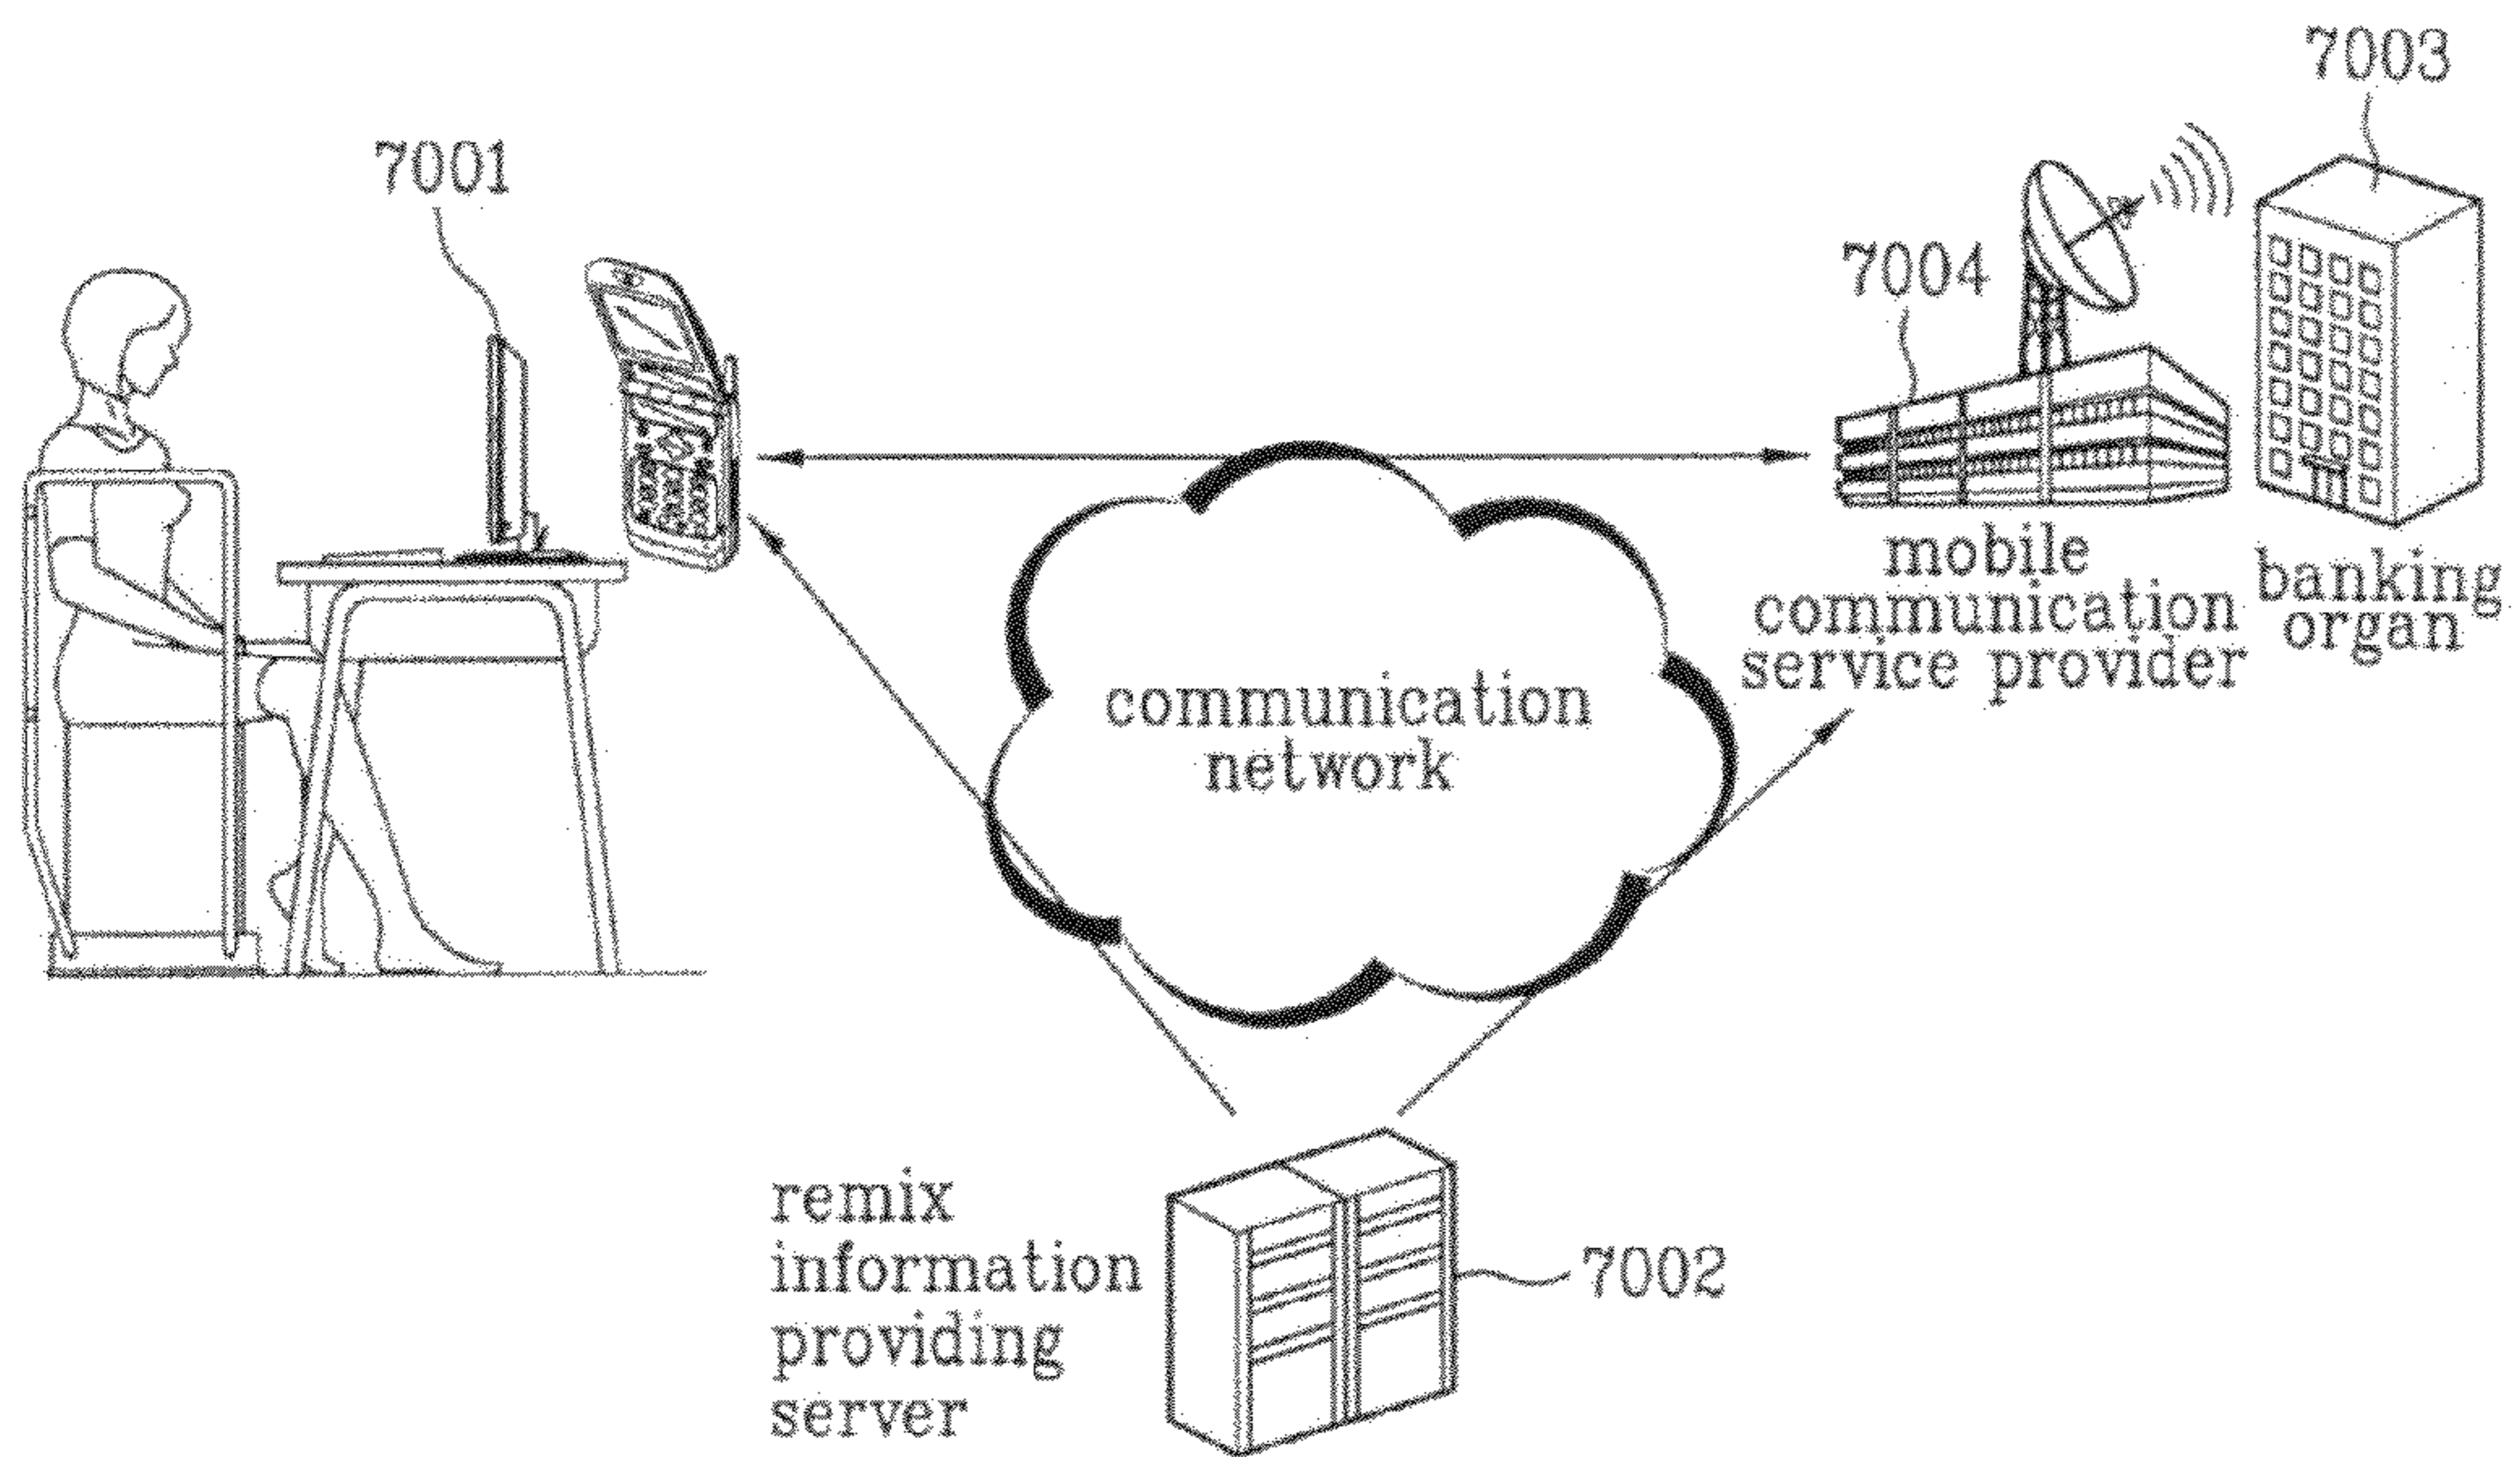 7003
7001
7004
mobile
communication
service provider
banking
organ
communication
network
remix
information
providing
server
7002